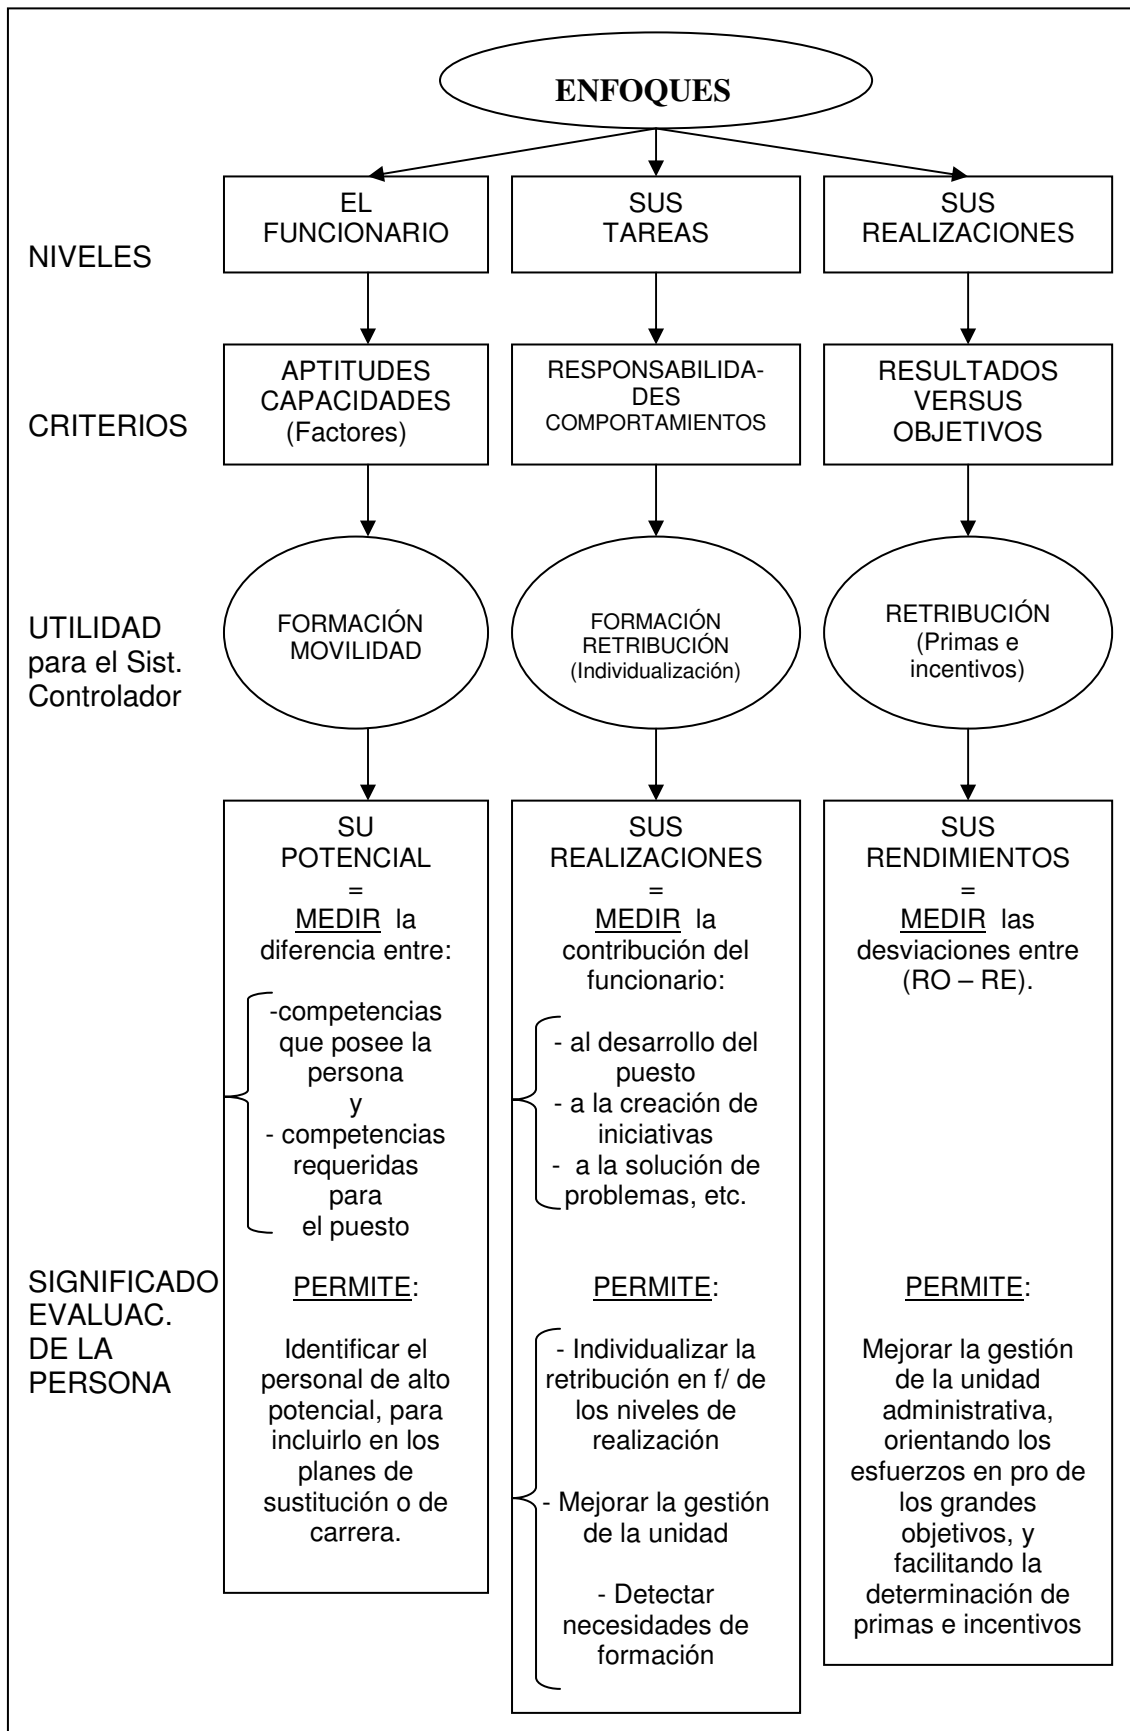 ENFOQUES
NIVELES
EL
FUNCIONARIO
SUS
TAREAS
SUS
REALIZACIONES
CRITERIOS
APTITUDES
CAPACIDADES
(Factores)
RESPONSABILIDA-
DES
COMPORTAMIENTOS
RESULTADOS
VERSUS
OBJETIVOS
UTILIDAD
para el Sist.
Controlador
FORMACIÓN
MOVILIDAD
FORMACIÓN
RETRIBUCIÓN
(Individualización)
RETRIBUCIÓN
(Primas e
incentivos)
SIGNIFICADO
EVALUAC.
DE LA
PERSONA
SU
POTENCIAL
=
MEDIR la
diferencia entre:
-competencias
que posee la
persona
y
- competencias
requeridas
para
el puesto
PERMITE:
Identificar el
personal de alto
potencial, para
incluirlo en los
planes de
sustitución o de
carrera.
SUS
REALIZACIONES
=
MEDIR la
contribución del
funcionario:
- al desarrollo del
puesto
- a la creación de
iniciativas
- a la solución de
problemas, etc.
PERMITE:
- Individualizar la
retribución en f/ de
los niveles de
realización
- Mejorar la gestión
de la unidad
- Detectar
necesidades de
formación
SUS
RENDIMIENTOS
=
MEDIR las
desviaciones entre
(RO – RE).
PERMITE:
Mejorar la gestión
de la unidad
administrativa,
orientando los
esfuerzos en pro de
los grandes
objetivos, y
facilitando la
determinación de
primas e incentivos